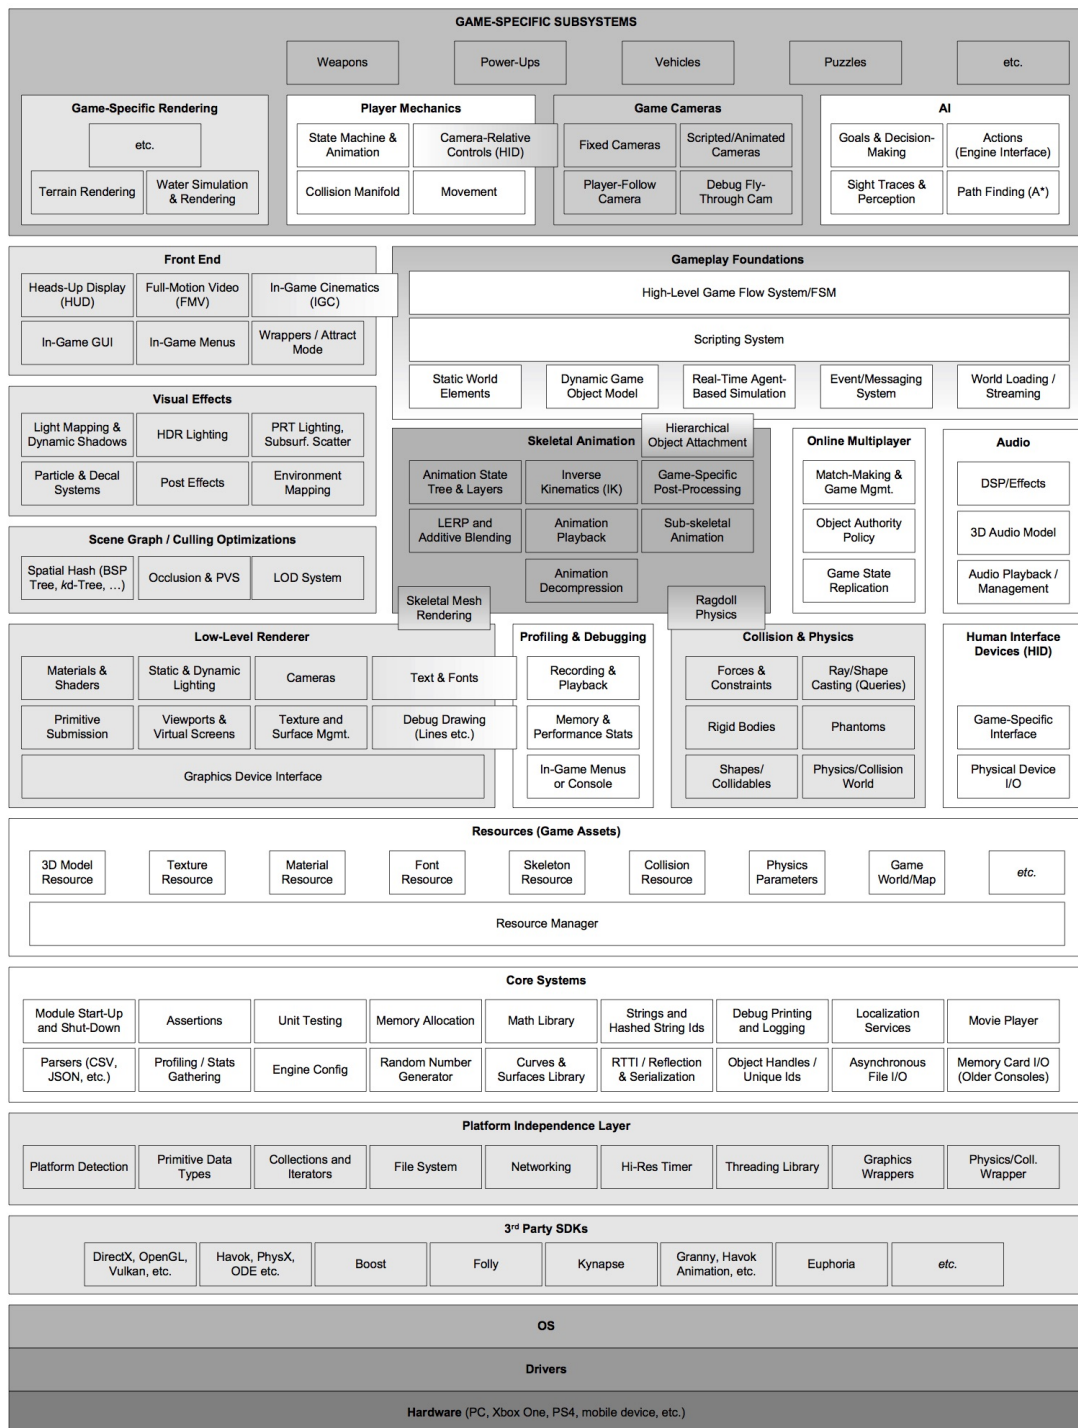 GAME-SPECIFIC SUBSYSTEMS
Weapons
Power-Ups
Vehicles
Puzzles
etc.
Game-Specific Rendering
etc.
Terrain Rendering
Water Simulation
& Rendering
Player Mechanics
State Machine &
Animation
Camera-Relative
Controls (HID)
Collision Manifold
Movement
Game Cameras
Fixed Cameras
Scripted/Animated
Cameras
Player-Follow
Camera
Debug Fly-
Through Cam
AI
Goals & Decision-
Making
Actions
(Engine Interface)
Sight Traces &
Perception
Path Finding (A*)
Front End
Heads-Up Display
(HUD)
Full-Motion Video
(FMV)
In-Game Cinematics
(IGC)
In-Game GUI
In-Game Menus
Wrappers / Attract
Mode
Gameplay Foundations
High-Level Game Flow System/FSM
Scripting System
Static World
Elements
Dynamic Game
Object Model
Real-Time Agent-
Based Simulation
Event/Messaging
System
World Loading /
Streaming
Visual Effects
Light Mapping &
Dynamic Shadows
HDR Lighting
PRT Lighting,
Subsurf. Scatter
Particle & Decal
Systems
Post Effects
Environment
Mapping
Hierarchical
Object Attachment
Skeletal Animation
Animation State
Tree & Layers
Inverse
Kinematics (IK)
Game-Specific
Post-Processing
LERP and
Additive Blending
Animation
Playback
Sub-skeletal
Animation
Animation
Decompression
Online Multiplayer
Match-Making &
Game Mgmt.
Object Authority
Policy
Game State
Replication
Audio
DSP/Effects
3D Audio Model
Audio Playback /
Management
Scene Graph / Culling Optimizations
Spatial Hash (BSP
Tree, kd-Tree, …)
Occlusion & PVS
LOD System
Skeletal Mesh
Rendering
Ragdoll
Physics
Low-Level Renderer
Materials &
Shaders
Static & Dynamic
Lighting
Cameras
Text & Fonts
Primitive
Submission
Viewports &
Virtual Screens
Texture and
Surface Mgmt.
Debug Drawing
(Lines etc.)
Graphics Device Interface
Profiling & Debugging
Recording &
Playback
Memory &
Performance Stats
In-Game Menus
or Console
Collision & Physics
Forces &
Constraints
Ray/Shape
Casting (Queries)
Rigid Bodies
Phantoms
Shapes/
Collidables
Physics/Collision
World
Human Interface
Devices (HID)
Game-Specific
Interface
Physical Device
I/O
Resources (Game Assets)
3D Model
Resource
Texture
Resource
Material
Resource
Font
Resource
Skeleton
Resource
Collision
Resource
Physics
Parameters
Game
World/Map
etc.
Resource Manager
Core Systems
Module Start-Up
and Shut-Down
Assertions
Unit Testing
Memory Allocation
Math Library
Strings and
Hashed String Ids
Debug Printing
and Logging
Localization
Services
Movie Player
Parsers (CSV,
JSON, etc.)
Profiling / Stats
Gathering
Engine Config
Random Number
Generator
Curves &
Surfaces Library
RTTI / Reflection
& Serialization
Object Handles /
Unique Ids
Asynchronous
File I/O
Memory Card I/O
(Older Consoles)
Platform Independence Layer
Platform Detection
Primitive Data
Types
Collections and
Iterators
File System
Networking
Hi-Res Timer
Threading Library
Graphics
Wrappers
Physics/Coll.
Wrapper
3rd Party SDKs
DirectX, OpenGL,
Vulkan, etc.
Havok, PhysX,
ODE etc.
Boost
Folly
Kynapse
Granny, Havok
Animation, etc.
Euphoria
etc.
OS
Drivers
Hardware (PC, Xbox One, PS4, mobile device, etc.)